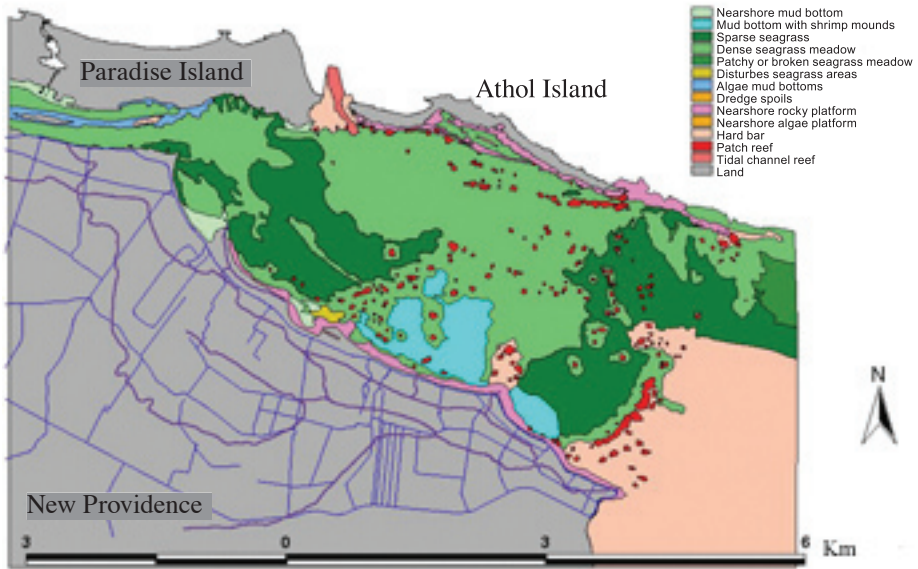 Paradise Island
Athol Island
Nearshore mud bottom
Mud bottom with shrimp mounds
Sparse seagrass
Dense seagrass meadow
Patchy or broken seagrass meadow
Disturbes seagrass areas
Algae mud bottoms
Dredge spoils
Nearshore rocky platform
Nearshore algae platform
Hard bar
Patch reef
Tidal channel reef
Land
N
New Providence
3 0 3 6 Km